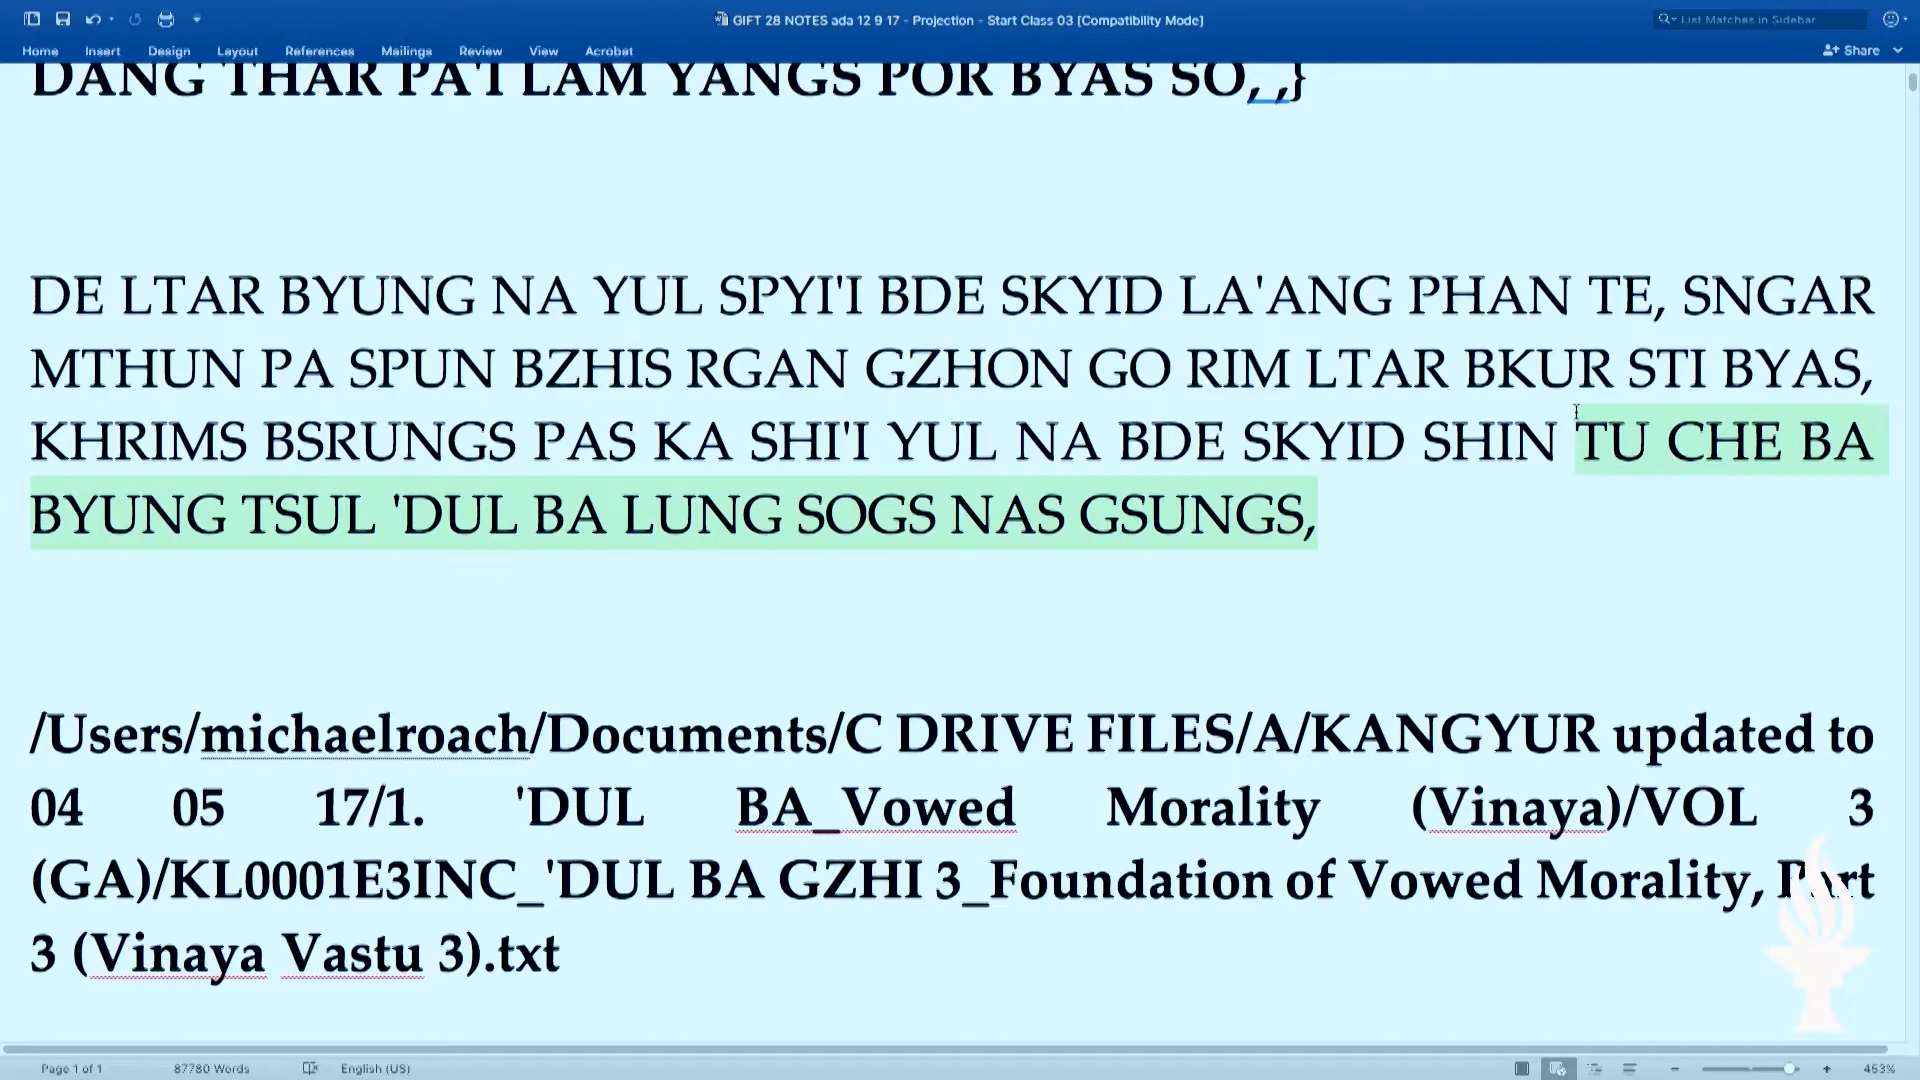 GIFT 28 NOTES ada 12 9 17 - Projection - Start Class 03 [Compatibility Mode]
List Matches in Sidebar
Home Insert Design Layout References Mailings Review View Acrobat Share
DANG THAR PA'I LAM YANGS POR BYAS SO, ,}
DE LTAR BYUNG NA YUL SPYI'I BDE SKYID LA'ANG PHAN TE, SNGAR
MTHUN PA SPUN BZHIS RGAN GZHON GO RIM LTAR BKUR STI BYAS,
KHRIMS BSRUNGS PAS KA SHI'I YUL NA BDE SKYID SHIN TU CHE BA
BYUNG TSUL 'DUL BA LUNG SOGS NAS GSUNGS,
/Users/michaelroach/Documents/C DRIVE FILES/A/KANGYUR updated to
04 05 17/1. 'DUL BA_Vowed Morality (Vinaya)/VOL 3
(GA)/KL0001E3INC_'DUL BA GZHI 3_Foundation of Vowed Morality, Part
3 (Vinaya Vastu 3).txt
Page 1 of 1 87780 Words English (US) 453%